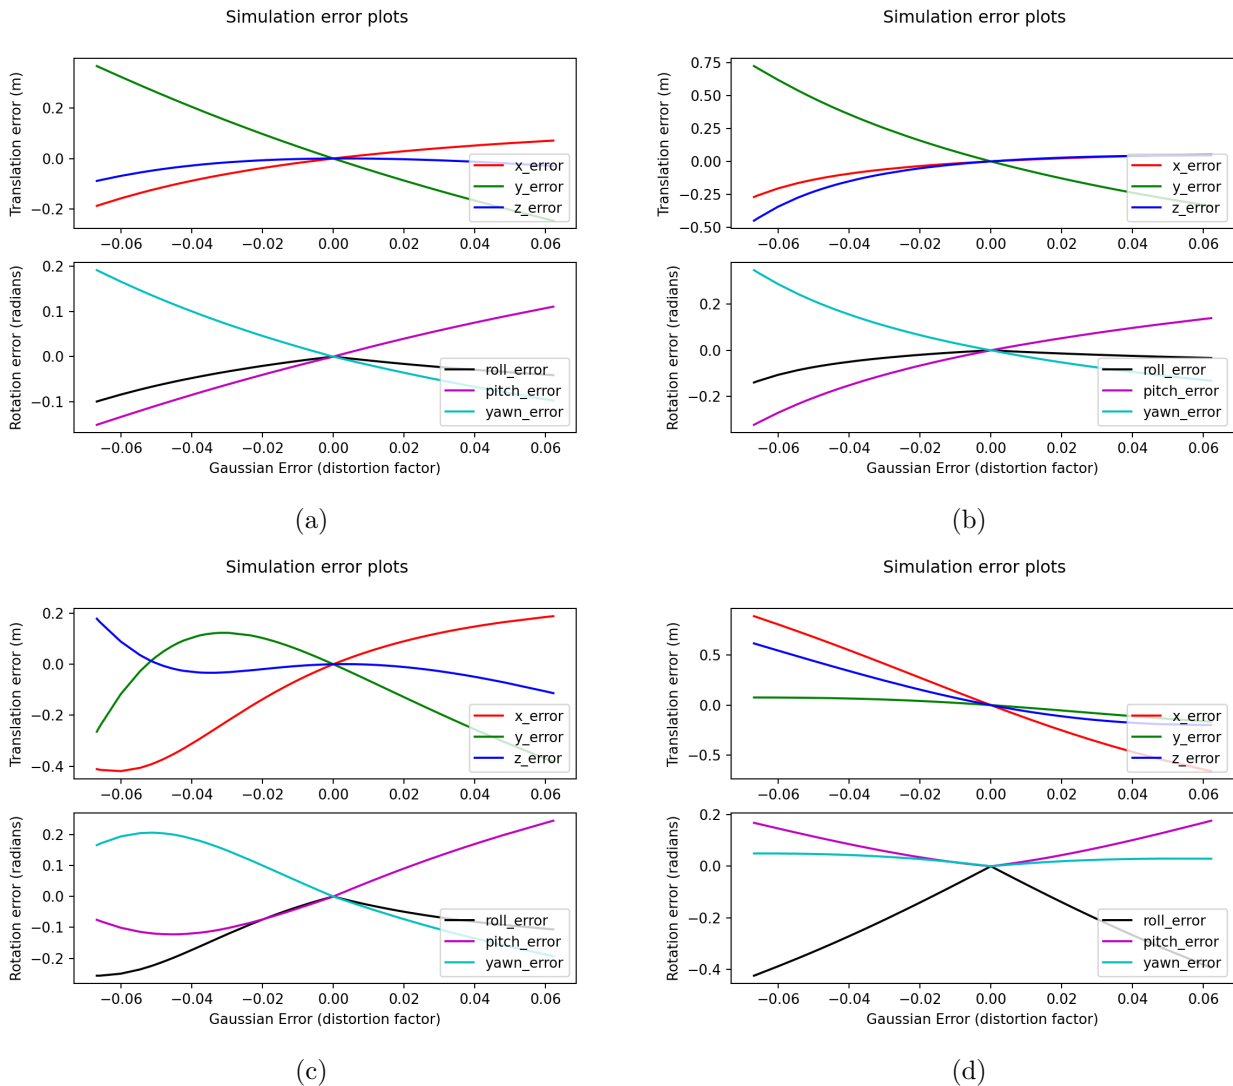 Simulation error plots
Translation error (m)
0.2
0.0
−0.2
x_error
y_error
z_error
−0.06 −0.04 −0.02 0.00 0.02 0.04 0.06
Rotation error (radians)
0.2
0.1
0.0
−0.1
roll_error
pitch_error
yawn_error
−0.06 −0.04 −0.02 0.00 0.02 0.04 0.06
Gaussian Error (distortion factor)
(a)
Simulation error plots
Translation error (m)
0.75
0.50
0.25
0.00
−0.25
−0.50
x_error
y_error
z_error
−0.06 −0.04 −0.02 0.00 0.02 0.04 0.06
Rotation error (radians)
0.2
0.0
−0.2
roll_error
pitch_error
yawn_error
−0.06 −0.04 −0.02 0.00 0.02 0.04 0.06
Gaussian Error (distortion factor)
(b)
Simulation error plots
Translation error (m)
0.2
0.0
−0.2
−0.4
x_error
y_error
z_error
−0.06 −0.04 −0.02 0.00 0.02 0.04 0.06
Rotation error (radians)
0.2
0.1
0.0
−0.1
−0.2
roll_error
pitch_error
yawn_error
−0.06 −0.04 −0.02 0.00 0.02 0.04 0.06
Gaussian Error (distortion factor)
(c)
Simulation error plots
Translation error (m)
0.5
0.0
−0.5
x_error
y_error
z_error
−0.06 −0.04 −0.02 0.00 0.02 0.04 0.06
Rotation error (radians)
0.2
0.0
−0.2
−0.4
roll_error
pitch_error
yawn_error
−0.06 −0.04 −0.02 0.00 0.02 0.04 0.06
Gaussian Error (distortion factor)
(d)